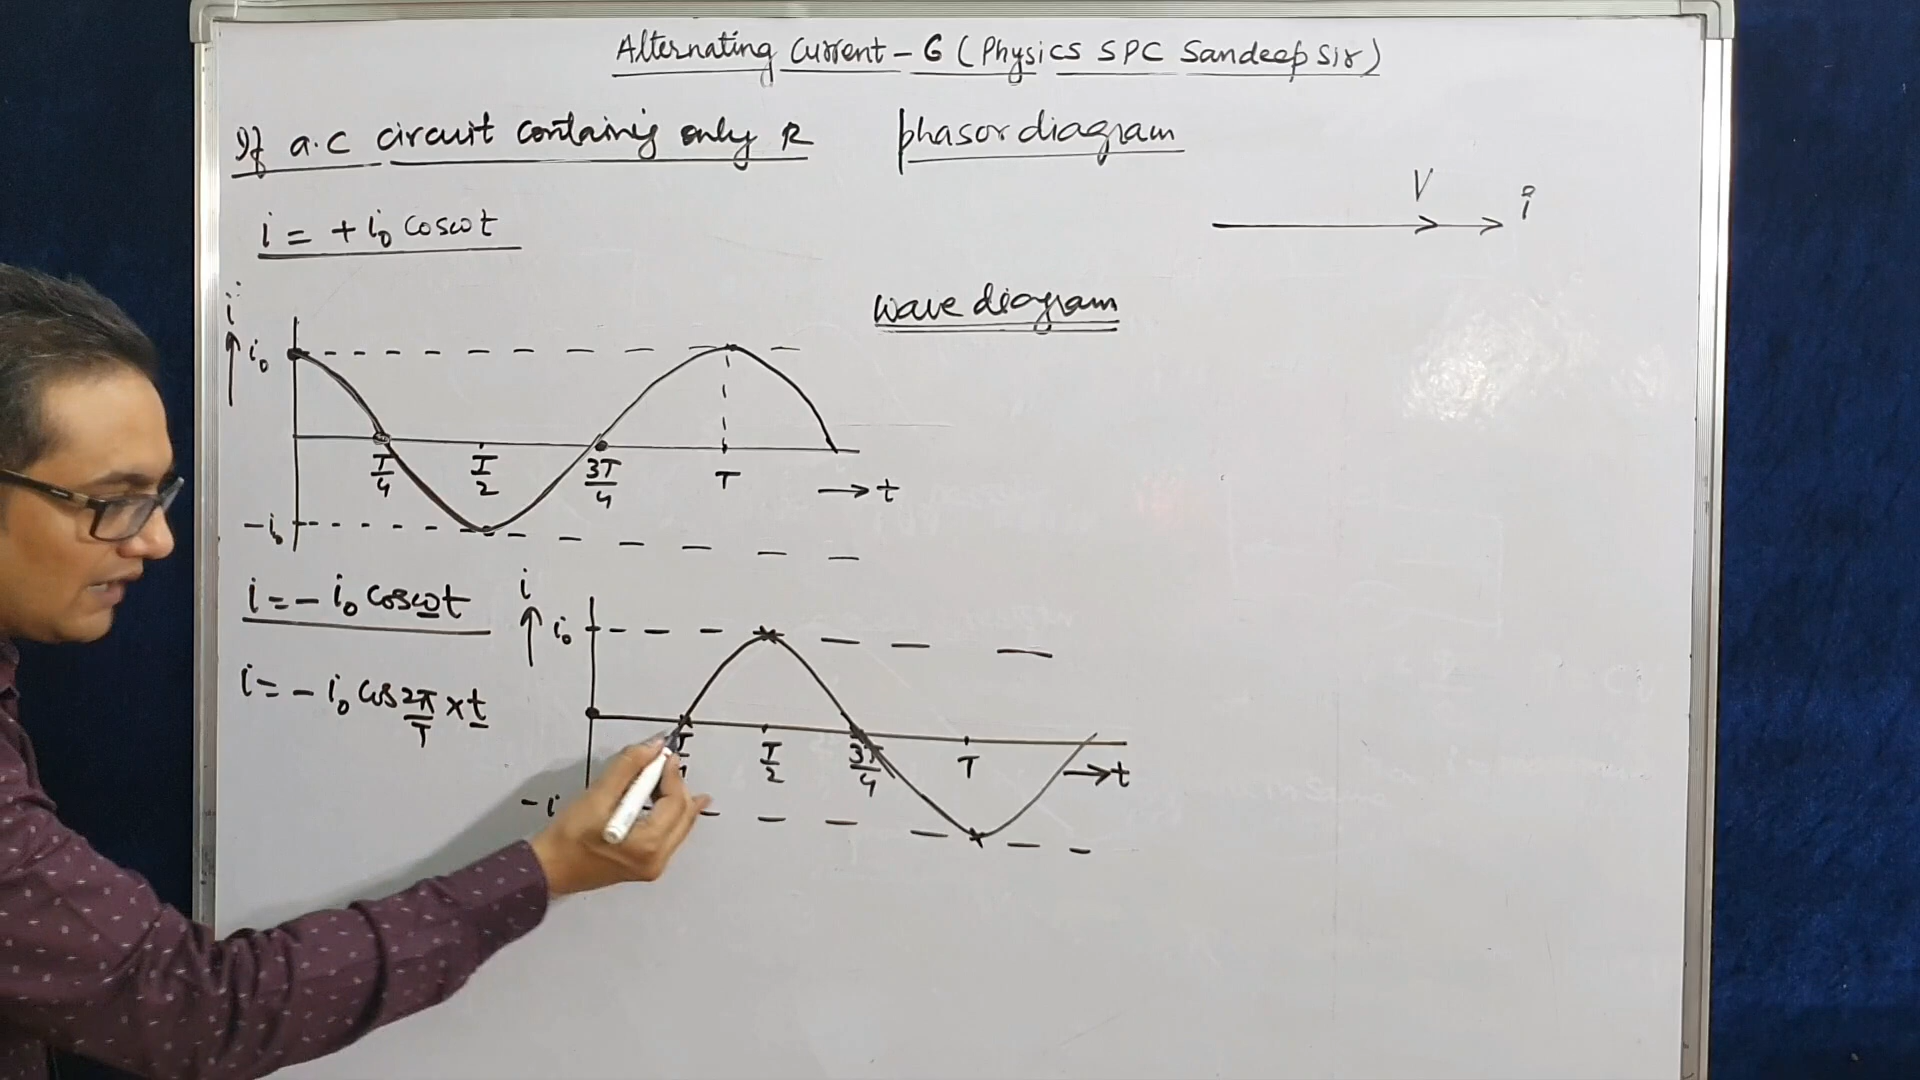 Alternating Current - 6 (Physics SPC Sandeep Sir)
If a.c circuit containing only R
phasor diagram
V
i
i = + i₀ cos ωt
wave diagram
i
i₀
T/4 T/2 3T/4 T → t
-i₀
i = - i₀ cos ωt
i
i₀
i = - i₀ cos 2π/T × t
T/2 3T/4 T → t
-i